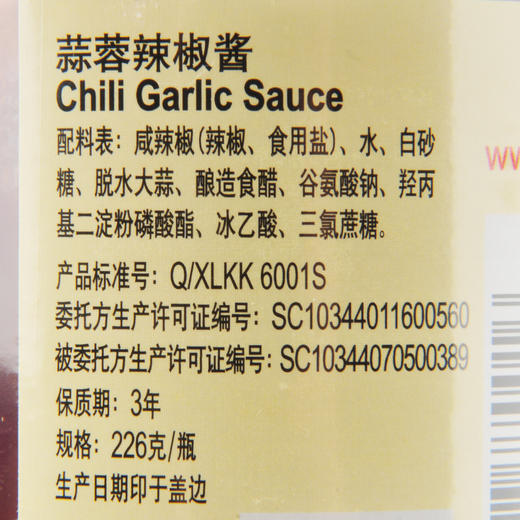 蒜蓉辣椒酱
Chili Garlic Sauce
配料表：咸辣椒(辣椒、食用盐)、水、白砂
糖、脱水大蒜、酿造食醋、谷氨酸钠、羟丙
基二淀粉磷酸酯、冰乙酸、三氯蔗糖。
产品标准号：Q/XLKK 6001S
委托方生产许可证编号：SC10344011600560
被委托方生产许可证编号：SC10344070500389
保质期：3年
规格：226克/瓶
生产日期印于盖边